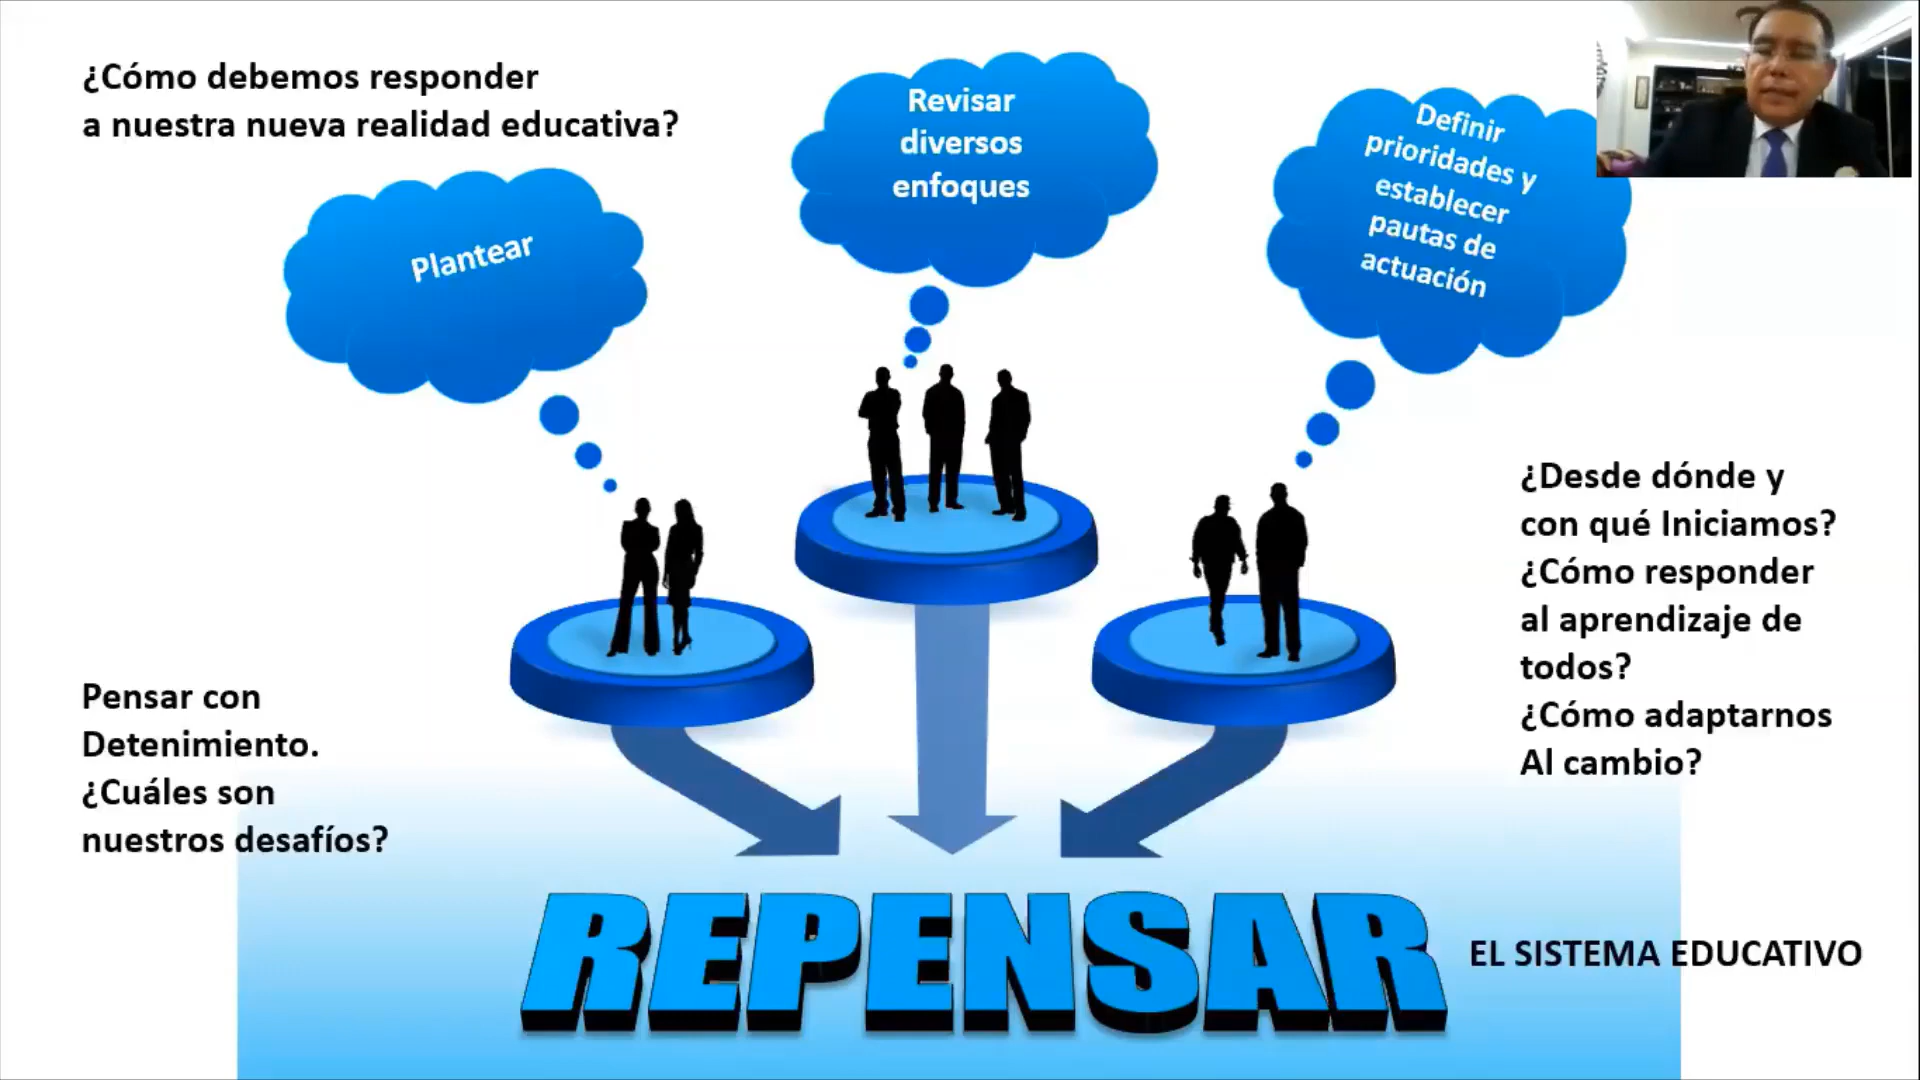 ¿Cómo debemos responder
a nuestra nueva realidad educativa?
Plantear
Revisar
diversos
enfoques
Definir
prioridades y
establecer
pautas de
actuación
Pensar con
Detenimiento.
¿Cuáles son
nuestros desafíos?
¿Desde dónde y
con qué Iniciamos?
¿Cómo responder
al aprendizaje de
todos?
¿Cómo adaptarnos
Al cambio?
REPENSAR
EL SISTEMA EDUCATIVO